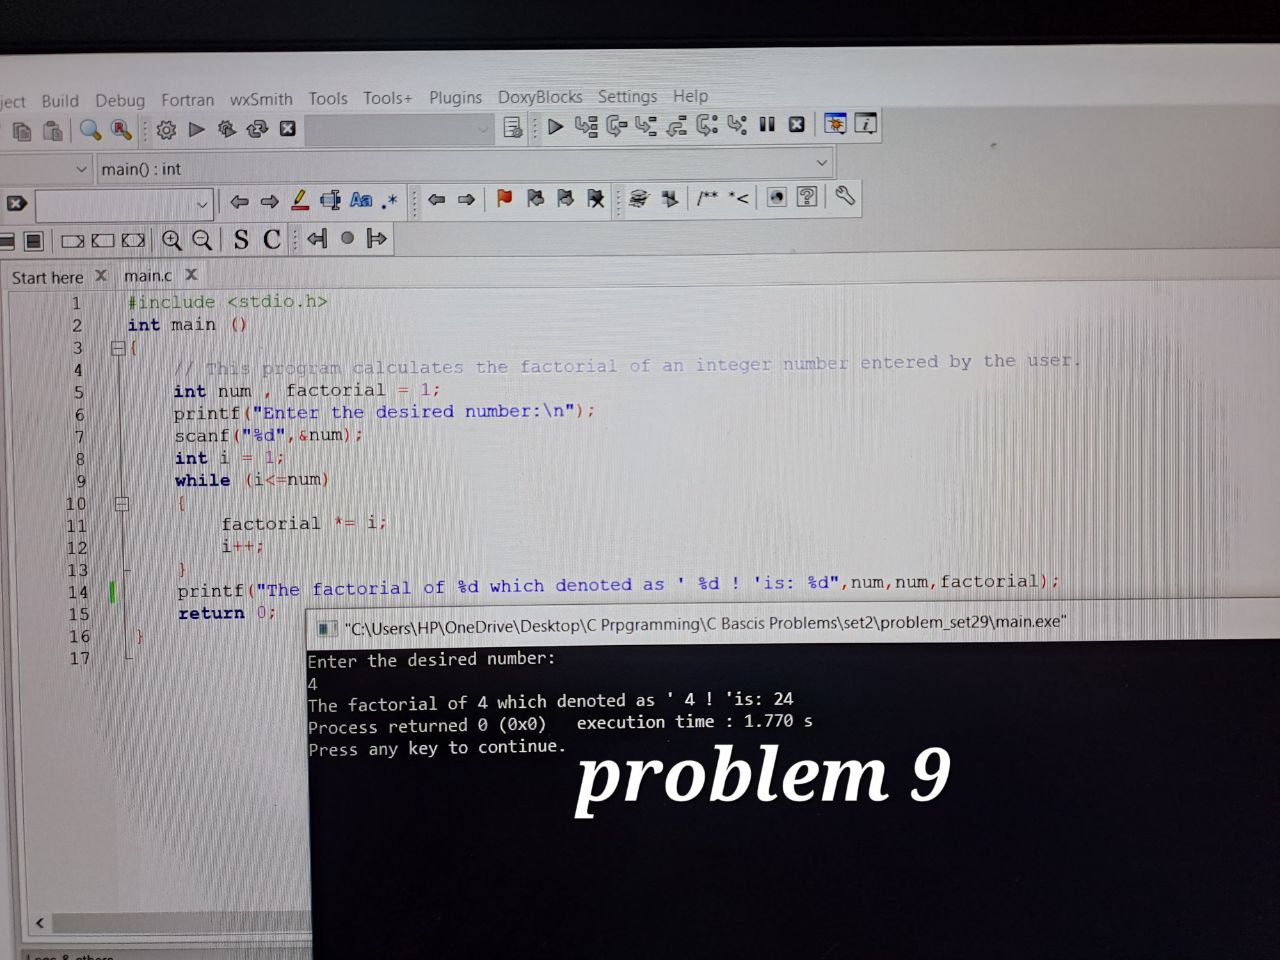 ject Build Debug Fortran wxSmith Tools Tools+ Plugins DoxyBlocks Settings Help
main() : int
Aa .* /** *<
S C
Start here X main.c X
1 #include <stdio.h>
2 int main ()
3 {
4 // This program calculates the factorial of an integer number entered by the user.
5 int num , factorial = 1;
6 printf("Enter the desired number:\n");
7 scanf("%d",&num);
8 int i = 1;
9 while (i<=num)
10 {
11 factorial *= i;
12 i++;
13 }
14 printf("The factorial of %d which denoted as ' %d ! 'is: %d",num,num,factorial);
15 return 0;
16 }
17
"C:\Users\HP\OneDrive\Desktop\C Prpgramming\C Bascis Problems\set2\problem_set29\main.exe"
Enter the desired number:
4
The factorial of 4 which denoted as ' 4 ! 'is: 24
Process returned 0 (0x0) execution time : 1.770 s
Press any key to continue.
problem 9